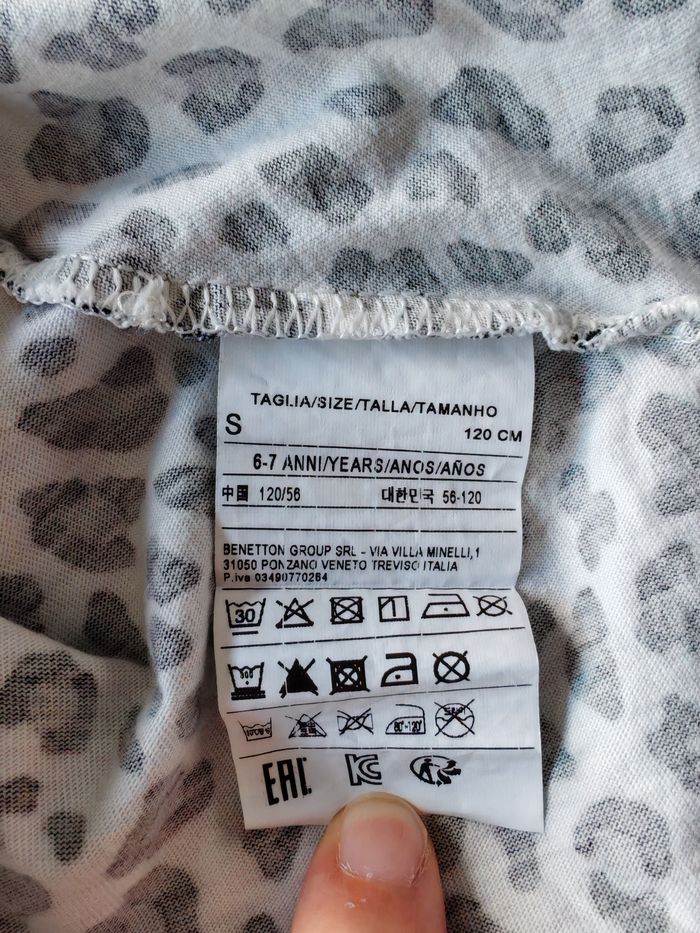 TAGLIA/SIZE/TALLA/TAMANHO
S 120 CM
6-7 ANNI/YEARS/ANOS/AÑOS
中国 120/56 대한민국 56-120
BENETTON GROUP SRL - VIA VILLA MINELLI,1
31050 PONZANO VENETO TREVISO ITALIA
P.iva 03490770264
30
80°-120°
EAC